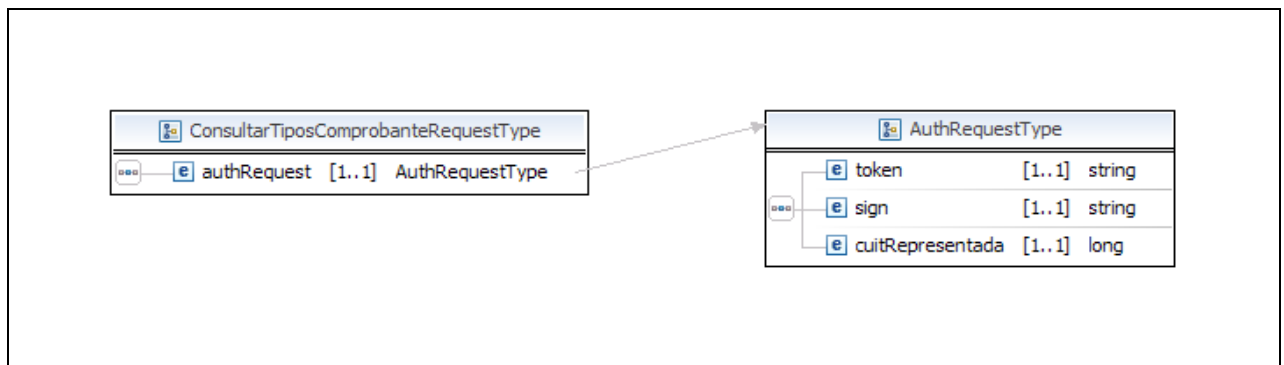 ConsultarTiposComprobanteRequestType
e authRequest [1..1] AuthRequestType
AuthRequestType
e token [1..1] string
e sign [1..1] string
e cuitRepresentada [1..1] long